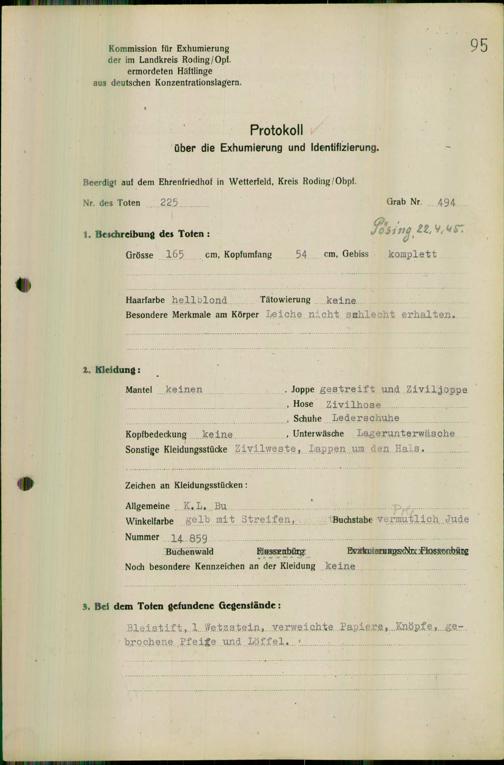 95
Kommission für Exhumierung
der im Landkreis Roding/Opf.
ermordeten Häftlinge
aus deutschen Konzentrationslagern.
Protokoll
über die Exhumierung und Identifizierung.
Beerdigt auf dem Ehrenfriedhof in Wetterfeld, Kreis Roding/Obpf.
Nr. des Toten 225 Grab Nr. 494
Pösing, 22.4.45.
1. Beschreibung des Toten:
Grösse 165 cm, Kopfumfang 54 cm, Gebiss komplett
Haarfarbe hellblond Tätowierung keine
Besondere Merkmale am Körper Leiche nicht schlecht erhalten.
2. Kleidung:
Mantel keinen , Joppe gestreift und Ziviljoppe
, Hose Zivilhose
, Schuhe Lederschuhe
Kopfbedeckung keine , Unterwäsche Lagerunterwäsche
Sonstige Kleidungsstücke Zivilweste, Lappen um den Hals.
Zeichen an Kleidungsstücken:
Allgemeine K.L. Bu
Winkelfarbe gelb mit Streifen, Buchstabe vermutlich Jude
Nummer 14 859
Buchenwald Flossenbürg Evakuierungs-Nr. Flossenbürg
Noch besondere Kennzeichen an der Kleidung keine
3. Bei dem Toten gefundene Gegenstände:
Bleistift, 1 Wetzstein, verweichte Papiere, Knöpfe, ge-
brochene Pfeife und Löffel.